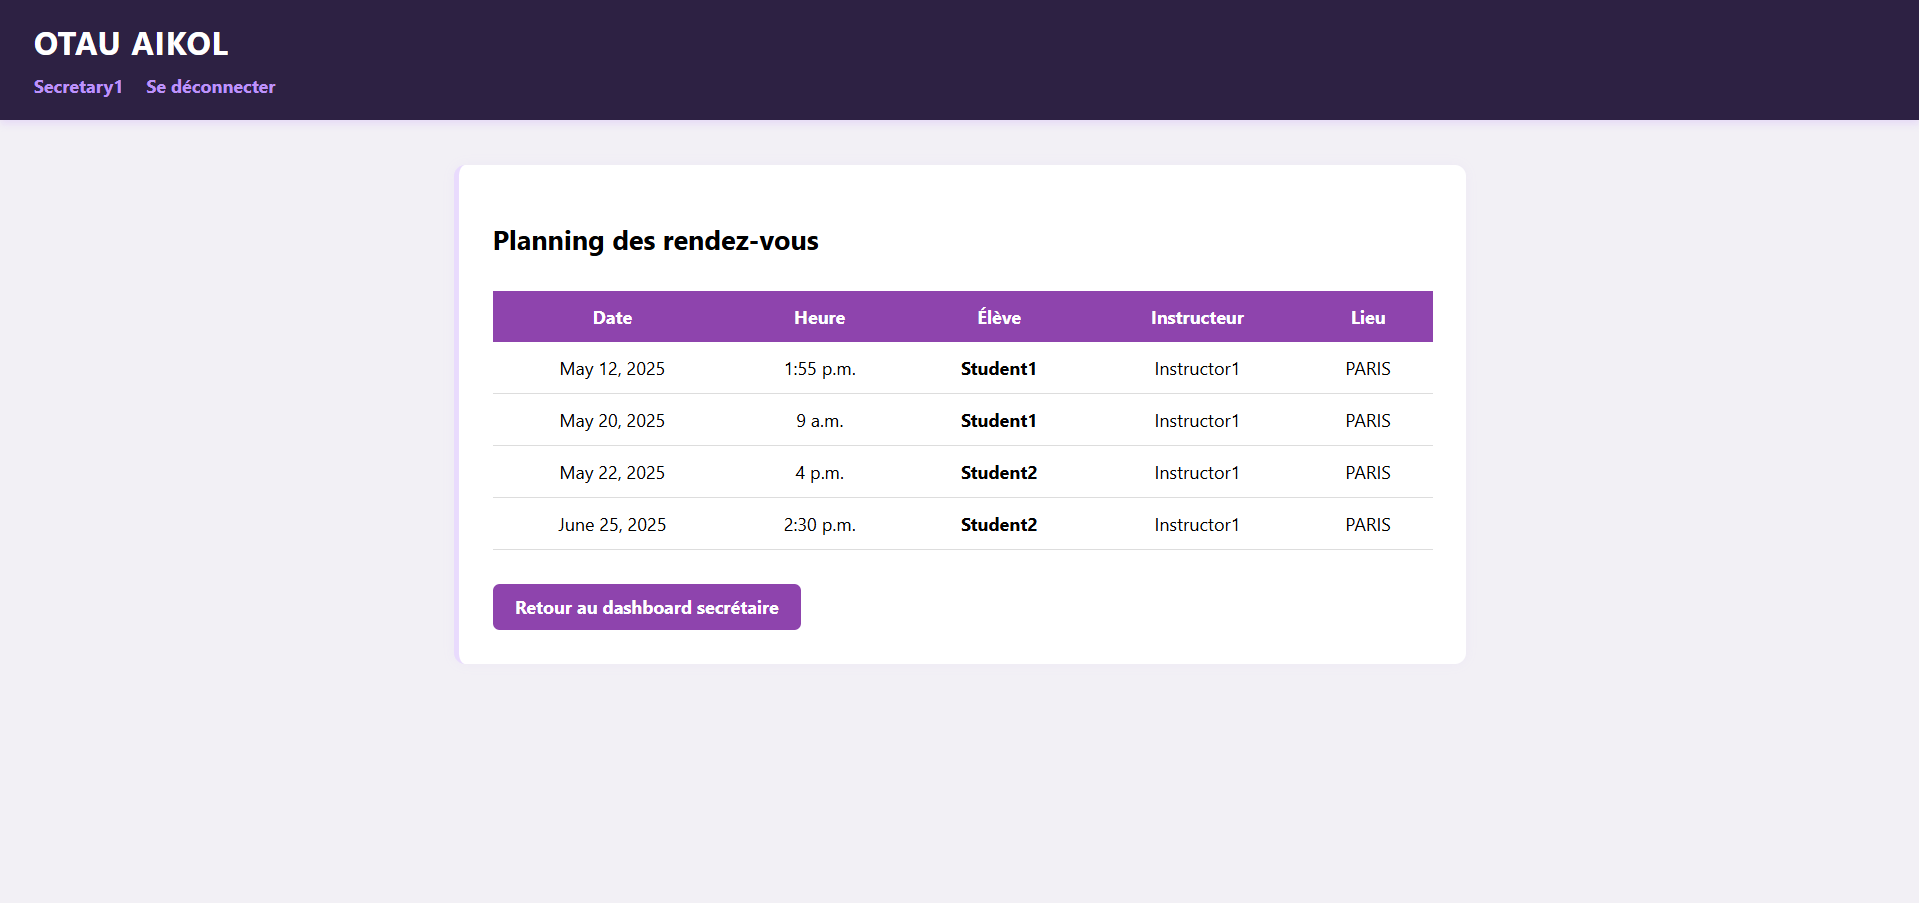 OTAU AIKOL
Secretary1 Se déconnecter
Planning des rendez-vous
Date Heure Élève Instructeur Lieu
May 12, 2025 1:55 p.m. Student1 Instructor1 PARIS
May 20, 2025 9 a.m. Student1 Instructor1 PARIS
May 22, 2025 4 p.m. Student2 Instructor1 PARIS
June 25, 2025 2:30 p.m. Student2 Instructor1 PARIS
Retour au dashboard secrétaire